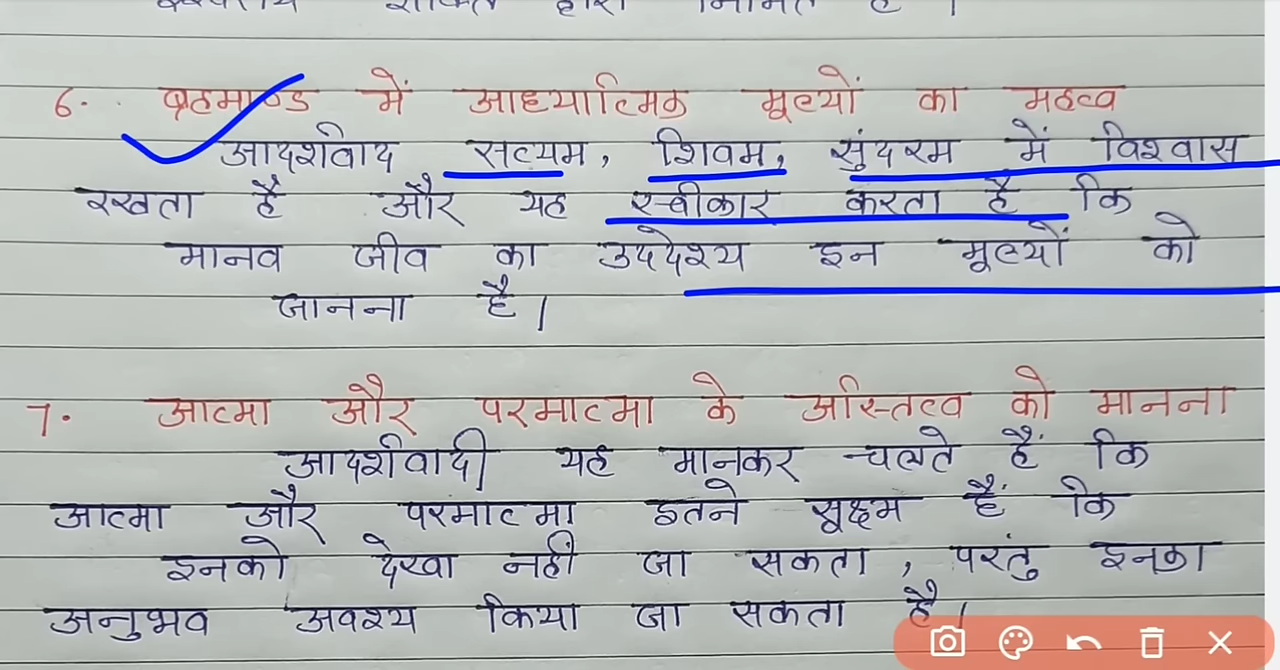 6. ब्रहमाण्ड में आध्यात्मिक मूल्यों का महत्व
आदर्शवाद सत्यम, शिवम, सुंदरम में विश्वास
रखता है और यह स्वीकार करता है कि
मानव जीव का उददेश्य इन मूल्यों को
जानना है।
7. आत्मा और परमात्मा के अस्तित्व को मानना
आदर्शवादी यह मानकर चलते हैं कि
आत्मा और परमात्मा इतने सूक्ष्म हैं कि
इनको देखा नहीं जा सकता, परंतु इनका
अनुभव अवश्य किया जा सकता है।